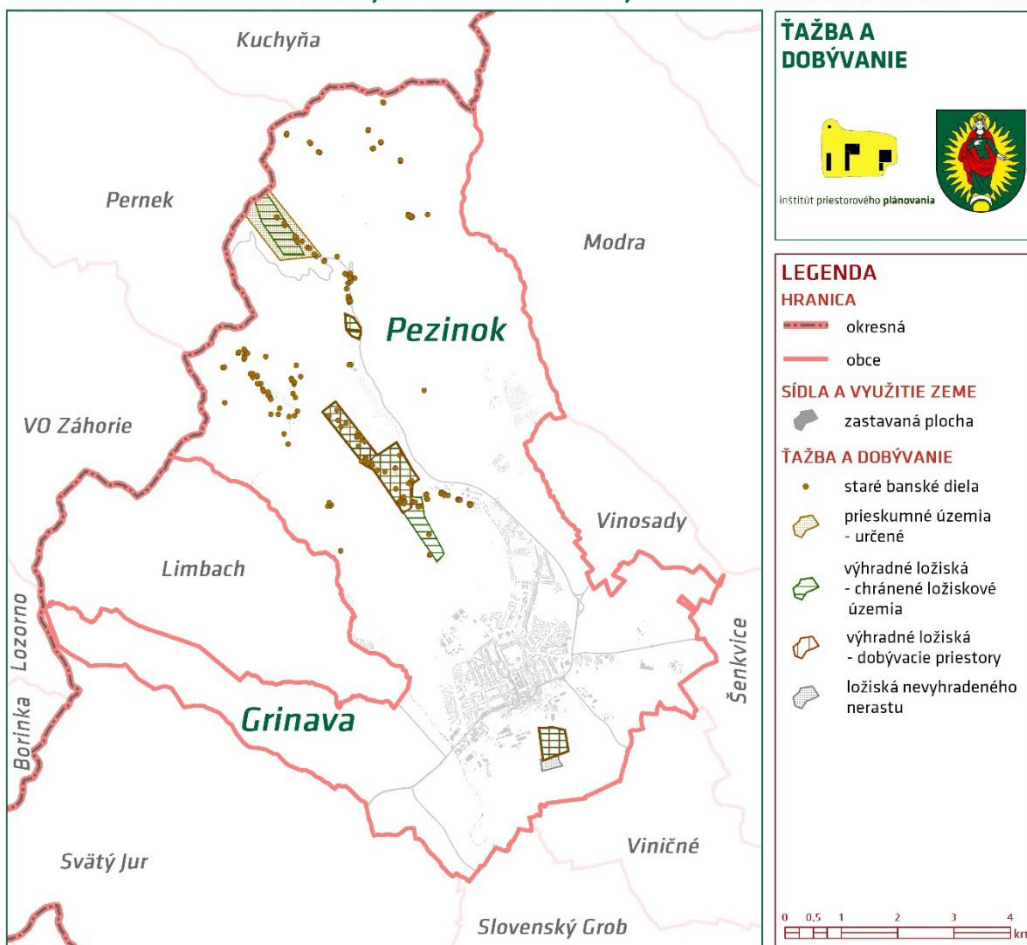 Kuchyňa
Pernek
Modra
Pezinok
VO Záhorie
Vinosady
Limbach
Lozorno
Šenkvice
Borinka
Grinava
Svätý Jur
Viničné
Slovenský Grob
ŤAŽBA A
DOBÝVANIE
inštitút priestorového plánovania
LEGENDA
HRANICA
okresná
obce
SÍDLA A VYUŽITIE ZEME
zastavaná plocha
ŤAŽBA A DOBÝVANIE
staré banské diela
prieskumné územia
- určené
výhradné ložiská
- chránené ložiskové
územia
výhradné ložiská
- dobývacie priestory
ložiská nevyhradeného
nerastu
0 0,5 1 2 3 4
km